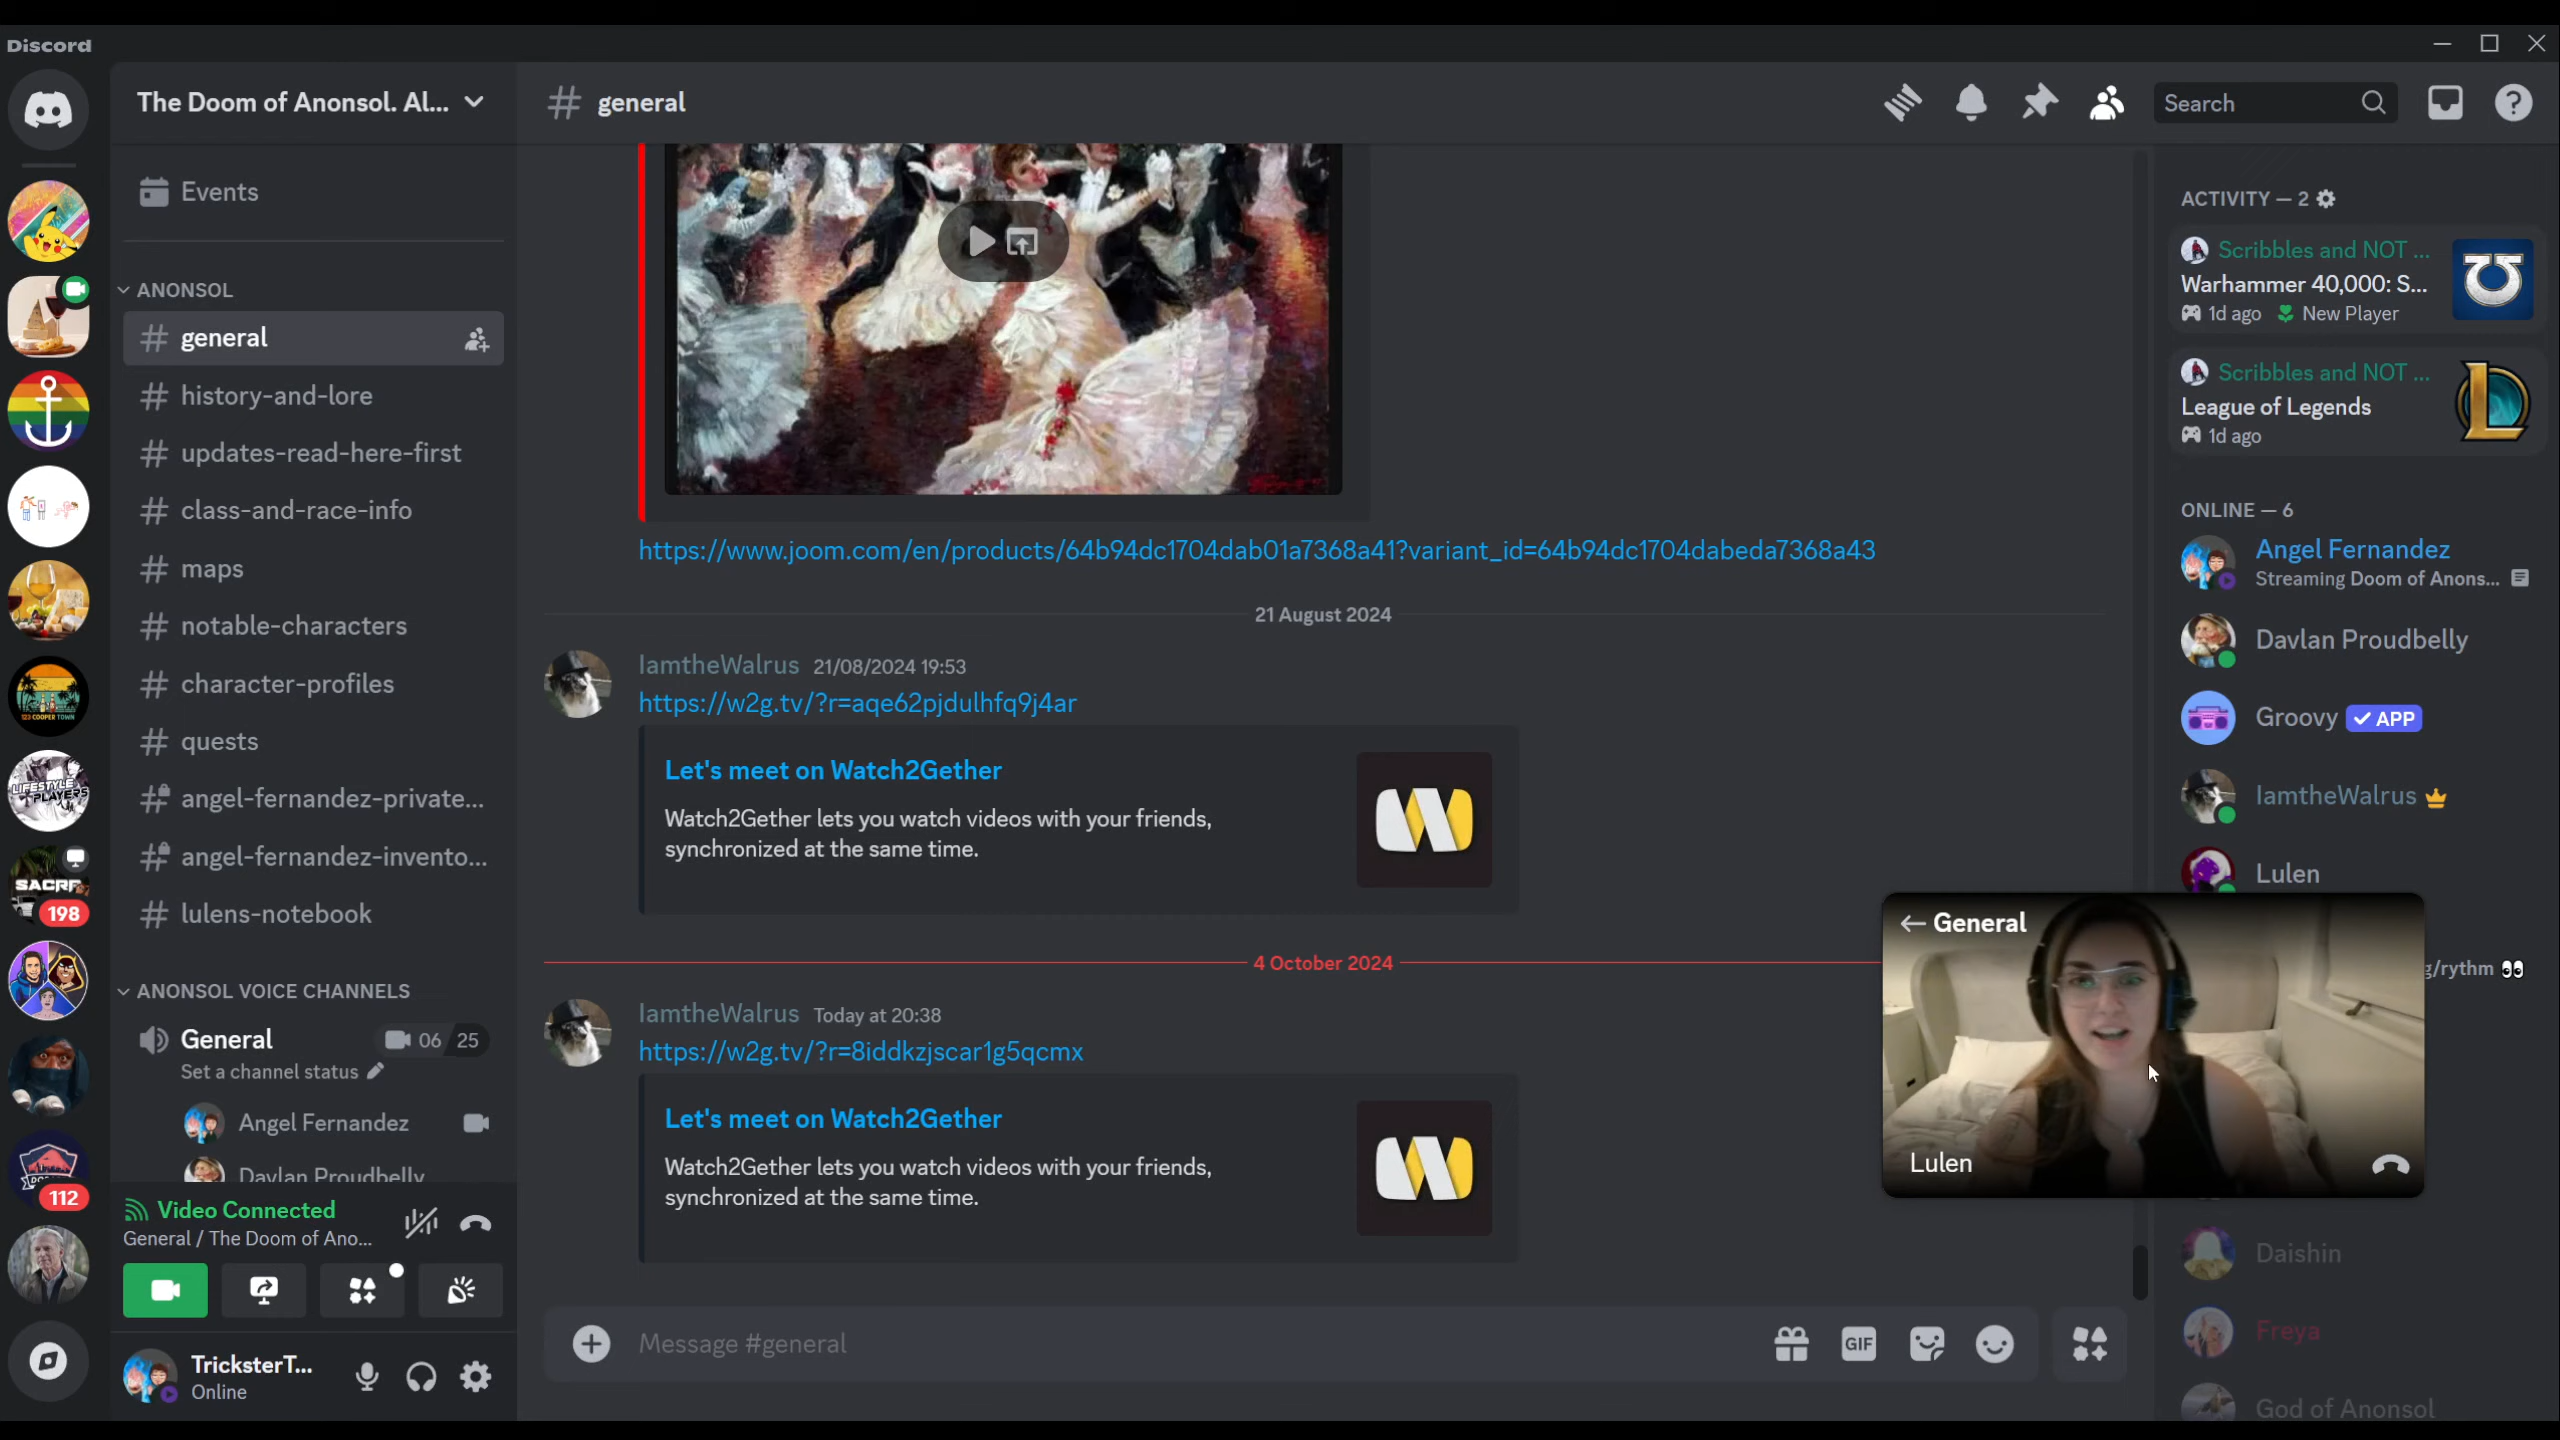 Discord
The Doom of Anonsol. Al...
Events
ANONSOL
general
history-and-lore
updates-read-here-first
class-and-race-info
maps
notable-characters
character-profiles
quests
angel-fernandez-private...
angel-fernandez-invento...
lulens-notebook
ANONSOL VOICE CHANNELS
General 06 25
Set a channel status
Angel Fernandez
Davlan Proudbelly
Video Connected
General / The Doom of Ano...
TricksterT...
Online
SACRF
198
112
123 COOPER TOWN
LIFESTYLE PLAYERS
# general
Search
https://www.joom.com/en/products/64b94dc1704dab01a7368a41?variant_id=64b94dc1704dabeda7368a43
21 August 2024
IamtheWalrus 21/08/2024 19:53
https://w2g.tv/?r=aqe62pjdulhfq9j4ar
Let's meet on Watch2Gether
Watch2Gether lets you watch videos with your friends,
synchronized at the same time.
4 October 2024
IamtheWalrus Today at 20:38
https://w2g.tv/?r=8iddkzjscar1g5qcmx
Let's meet on Watch2Gether
Watch2Gether lets you watch videos with your friends,
synchronized at the same time.
Message #general
GIF
ACTIVITY — 2
Scribbles and NOT ...
Warhammer 40,000: S...
1d ago New Player
Scribbles and NOT ...
League of Legends
1d ago
ONLINE — 6
Angel Fernandez
Streaming Doom of Anons...
Davlan Proudbelly
Groovy APP
IamtheWalrus
Lulen
General
g/rythm
Lulen
Daishin
Freya
God of Anonsol